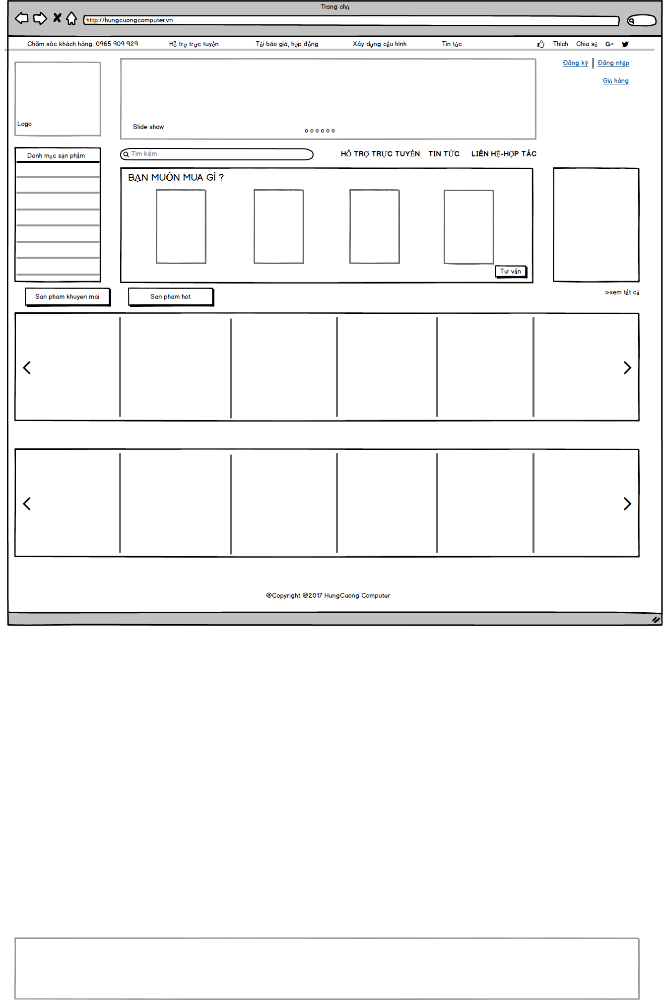 Trang chủ
http://hungcuongcomputer.vn
Chăm sóc khách hàng: 0965 909 929 Hỗ trợ trực tuyến Tải báo giá, hợp đồng Xây dựng cấu hình Tin tức Thích Chia sẻ G+
Đăng ký Đăng nhập
Giỏ hàng
Logo
Slide show
Danh mục sản phẩm
Tìm kiếm
HỖ TRỢ TRỰC TUYẾN TIN TỨC LIÊN HỆ-HỢP TÁC
BẠN MUỐN MUA GÌ ?
Tư vấn
San pham khuyen mai San pham hot >xem tất cả
@Copyright @2017 HungCuong Computer